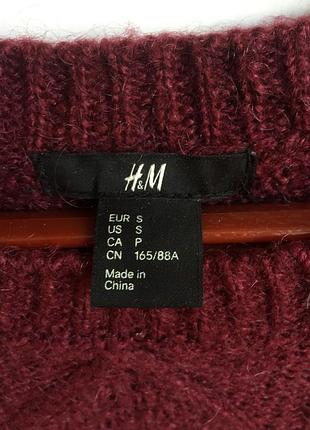 H&M
EUR S
US S
CA P
CN 165/88A
Made in
China